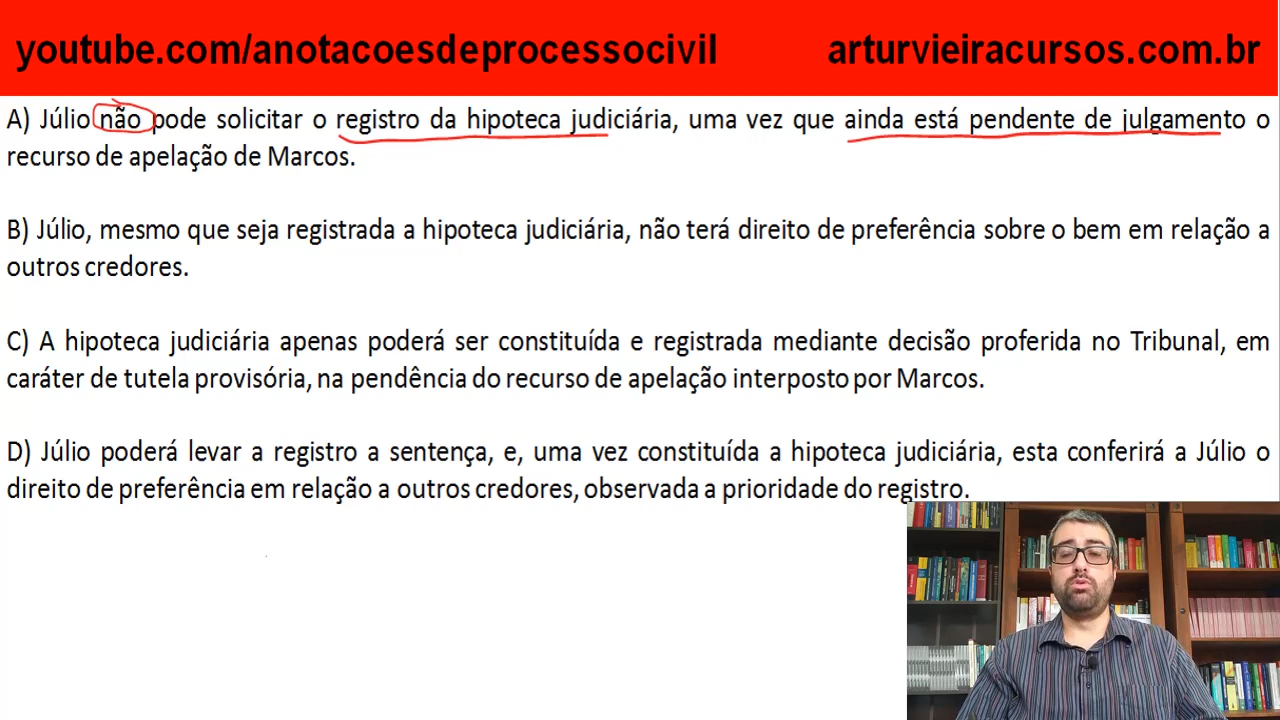 youtube.com/anotacoesdeprocessocivil arturvieiracursos.com.br
A) Júlio não pode solicitar o registro da hipoteca judiciária, uma vez que ainda está pendente de julgamento o
recurso de apelação de Marcos.
B) Júlio, mesmo que seja registrada a hipoteca judiciária, não terá direito de preferência sobre o bem em relação a
outros credores.
C) A hipoteca judiciária apenas poderá ser constituída e registrada mediante decisão proferida no Tribunal, em
caráter de tutela provisória, na pendência do recurso de apelação interposto por Marcos.
D) Júlio poderá levar a registro a sentença, e, uma vez constituída a hipoteca judiciária, esta conferirá a Júlio o
direito de preferência em relação a outros credores, observada a prioridade do registro.